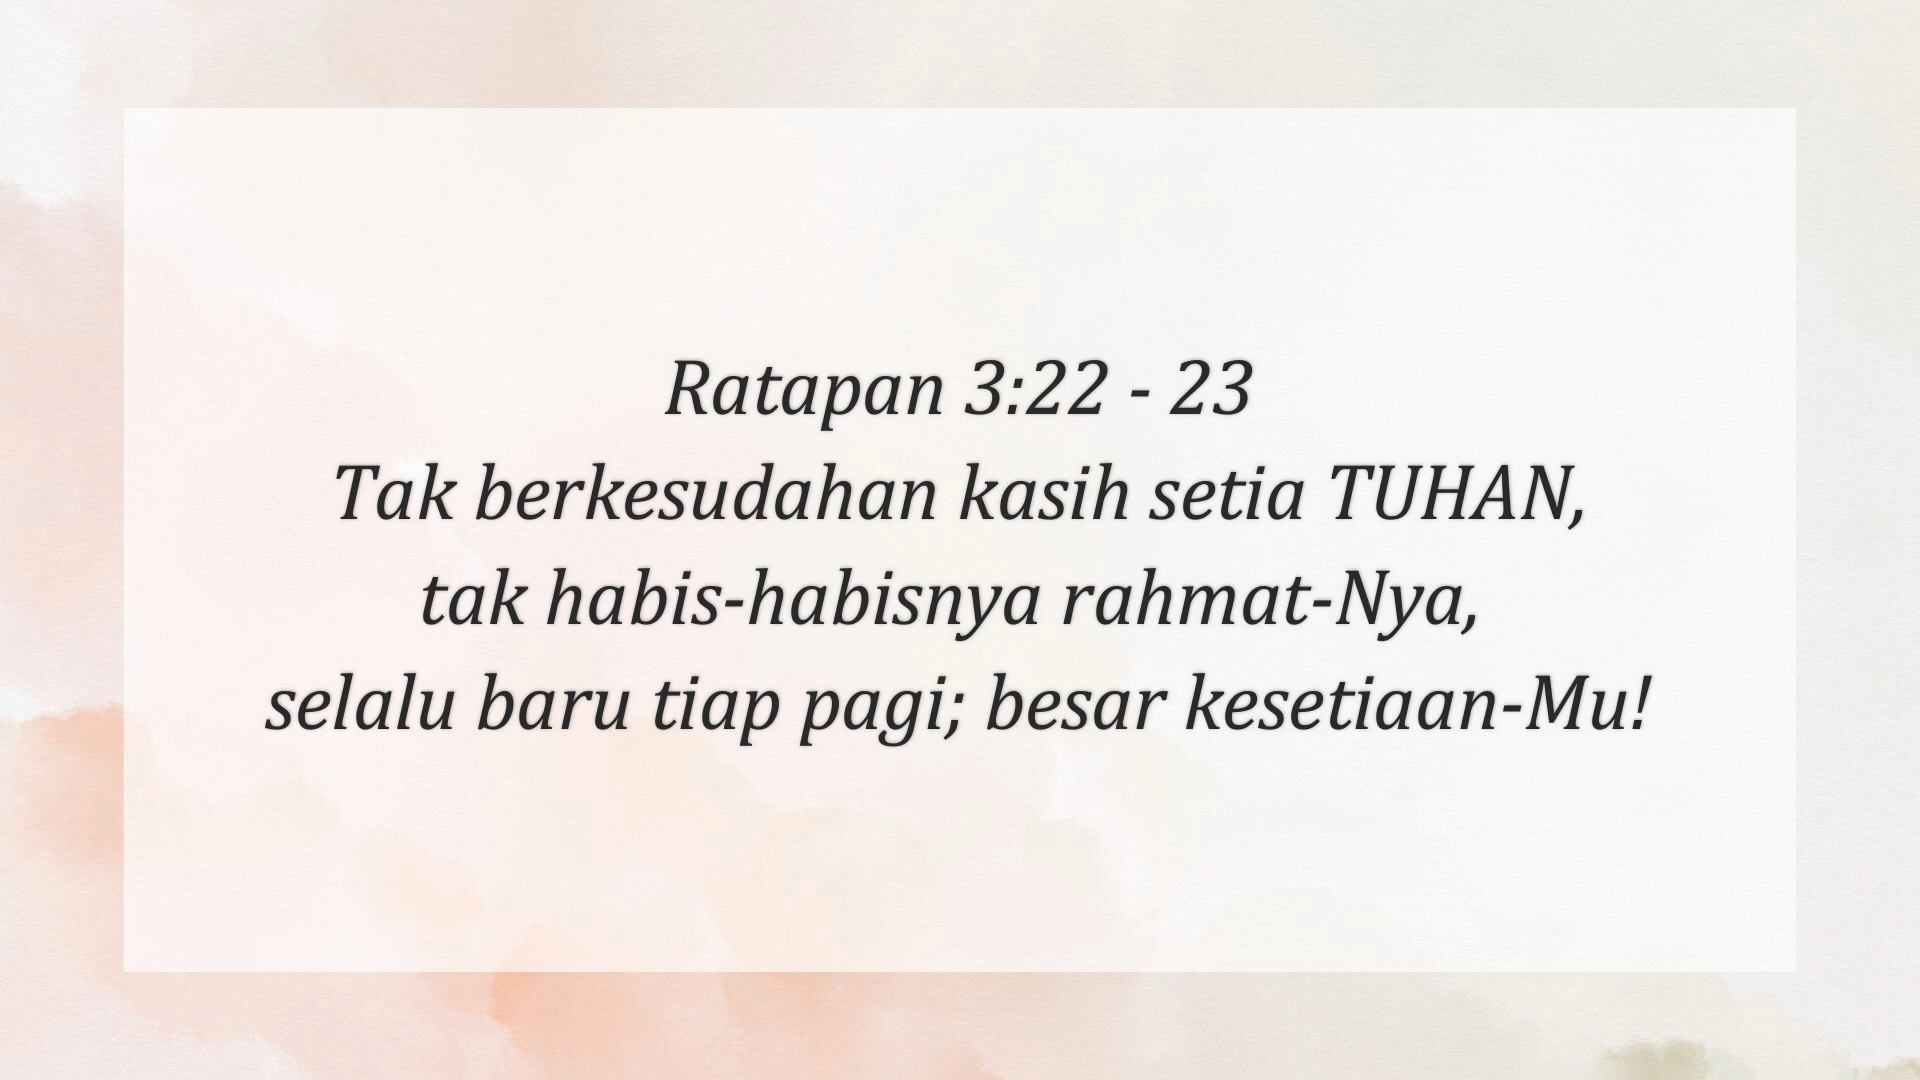 Ratapan 3:22 - 23
Tak berkesudahan kasih setia TUHAN,
tak habis-habisnya rahmat-Nya,
selalu baru tiap pagi; besar kesetiaan-Mu!